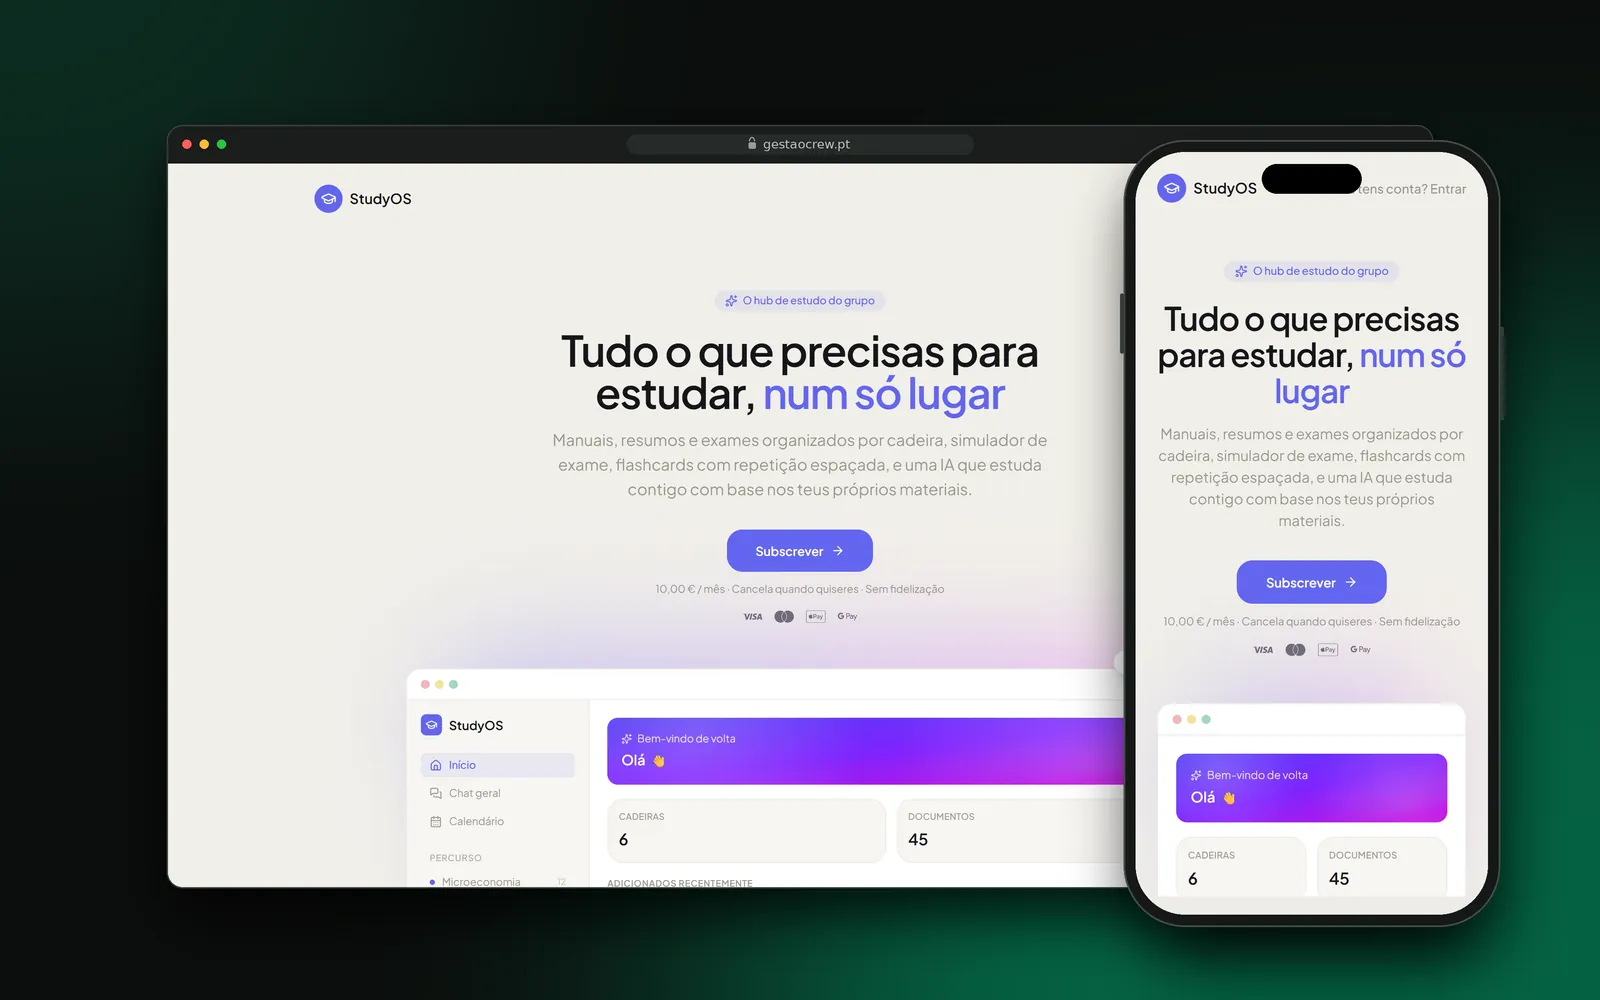 gestaocrew.pt
StudyOS
O hub de estudo do grupo
Tudo o que precisas para
estudar, num só lugar
Manuais, resumos e exames organizados por cadeira, simulador de
exame, flashcards com repetição espaçada, e uma IA que estuda
contigo com base nos teus próprios materiais.
Subscrever
10,00 € / mês · Cancela quando quiseres · Sem fidelização
VISA
Pay
G Pay
StudyOS
Início
Chat geral
Calendário
PERCURSO
Microeconomia 12
Bem-vindo de volta
Olá 👋
CADEIRAS
6
DOCUMENTOS
45
ADICIONADOS RECENTEMENTE
StudyOS
tens conta? Entrar
O hub de estudo do grupo
Tudo o que precisas
para estudar, num só
lugar
Manuais, resumos e exames organizados por
cadeira, simulador de exame, flashcards com
repetição espaçada, e uma IA que estuda
contigo com base nos teus próprios
materiais.
Subscrever
10,00 € / mês · Cancela quando quiseres · Sem fidelização
VISA
Pay
G Pay
Bem-vindo de volta
Olá 👋
CADEIRAS
6
DOCUMENTOS
45